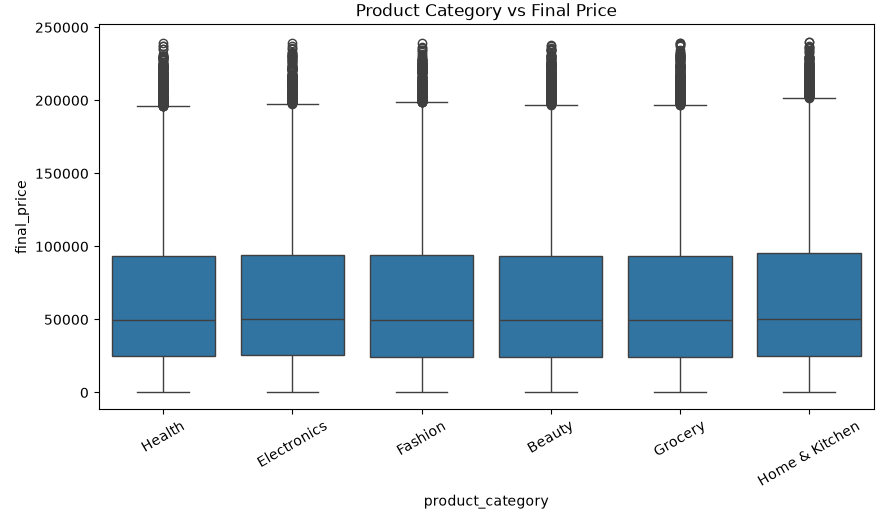 Product Category vs Final Price
250000
200000
150000
100000
50000
0
final_price
Health
Electronics
Fashion
Beauty
Grocery
Home & Kitchen
product_category